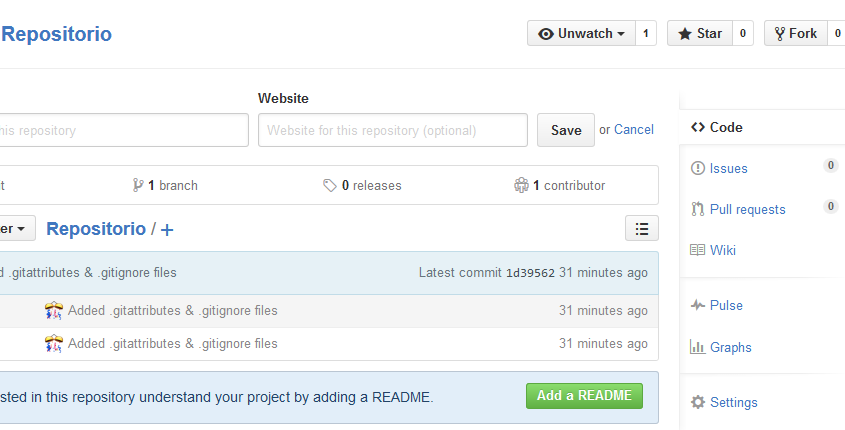 Repositorio
Unwatch 1 Star 0 Fork 0
Website
his repository Website for this repository (optional) Save or Cancel
Code
Issues 0
Pull requests 0
Wiki
Pulse
Graphs
Settings
1 branch 0 releases 1 contributor
er Repositorio / +
d .gitattributes & .gitignore files Latest commit 1d39562 31 minutes ago
Added .gitattributes & .gitignore files 31 minutes ago
Added .gitattributes & .gitignore files 31 minutes ago
sted in this repository understand your project by adding a README. Add a README